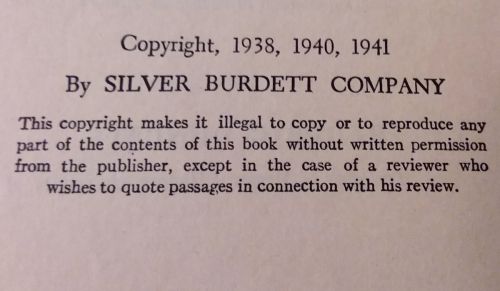 Copyright, 1938, 1940, 1941
By SILVER BURDETT COMPANY
This copyright makes it illegal to copy or to reproduce any
part of the contents of this book without written permission
from the publisher, except in the case of a reviewer who
wishes to quote passages in connection with his review.